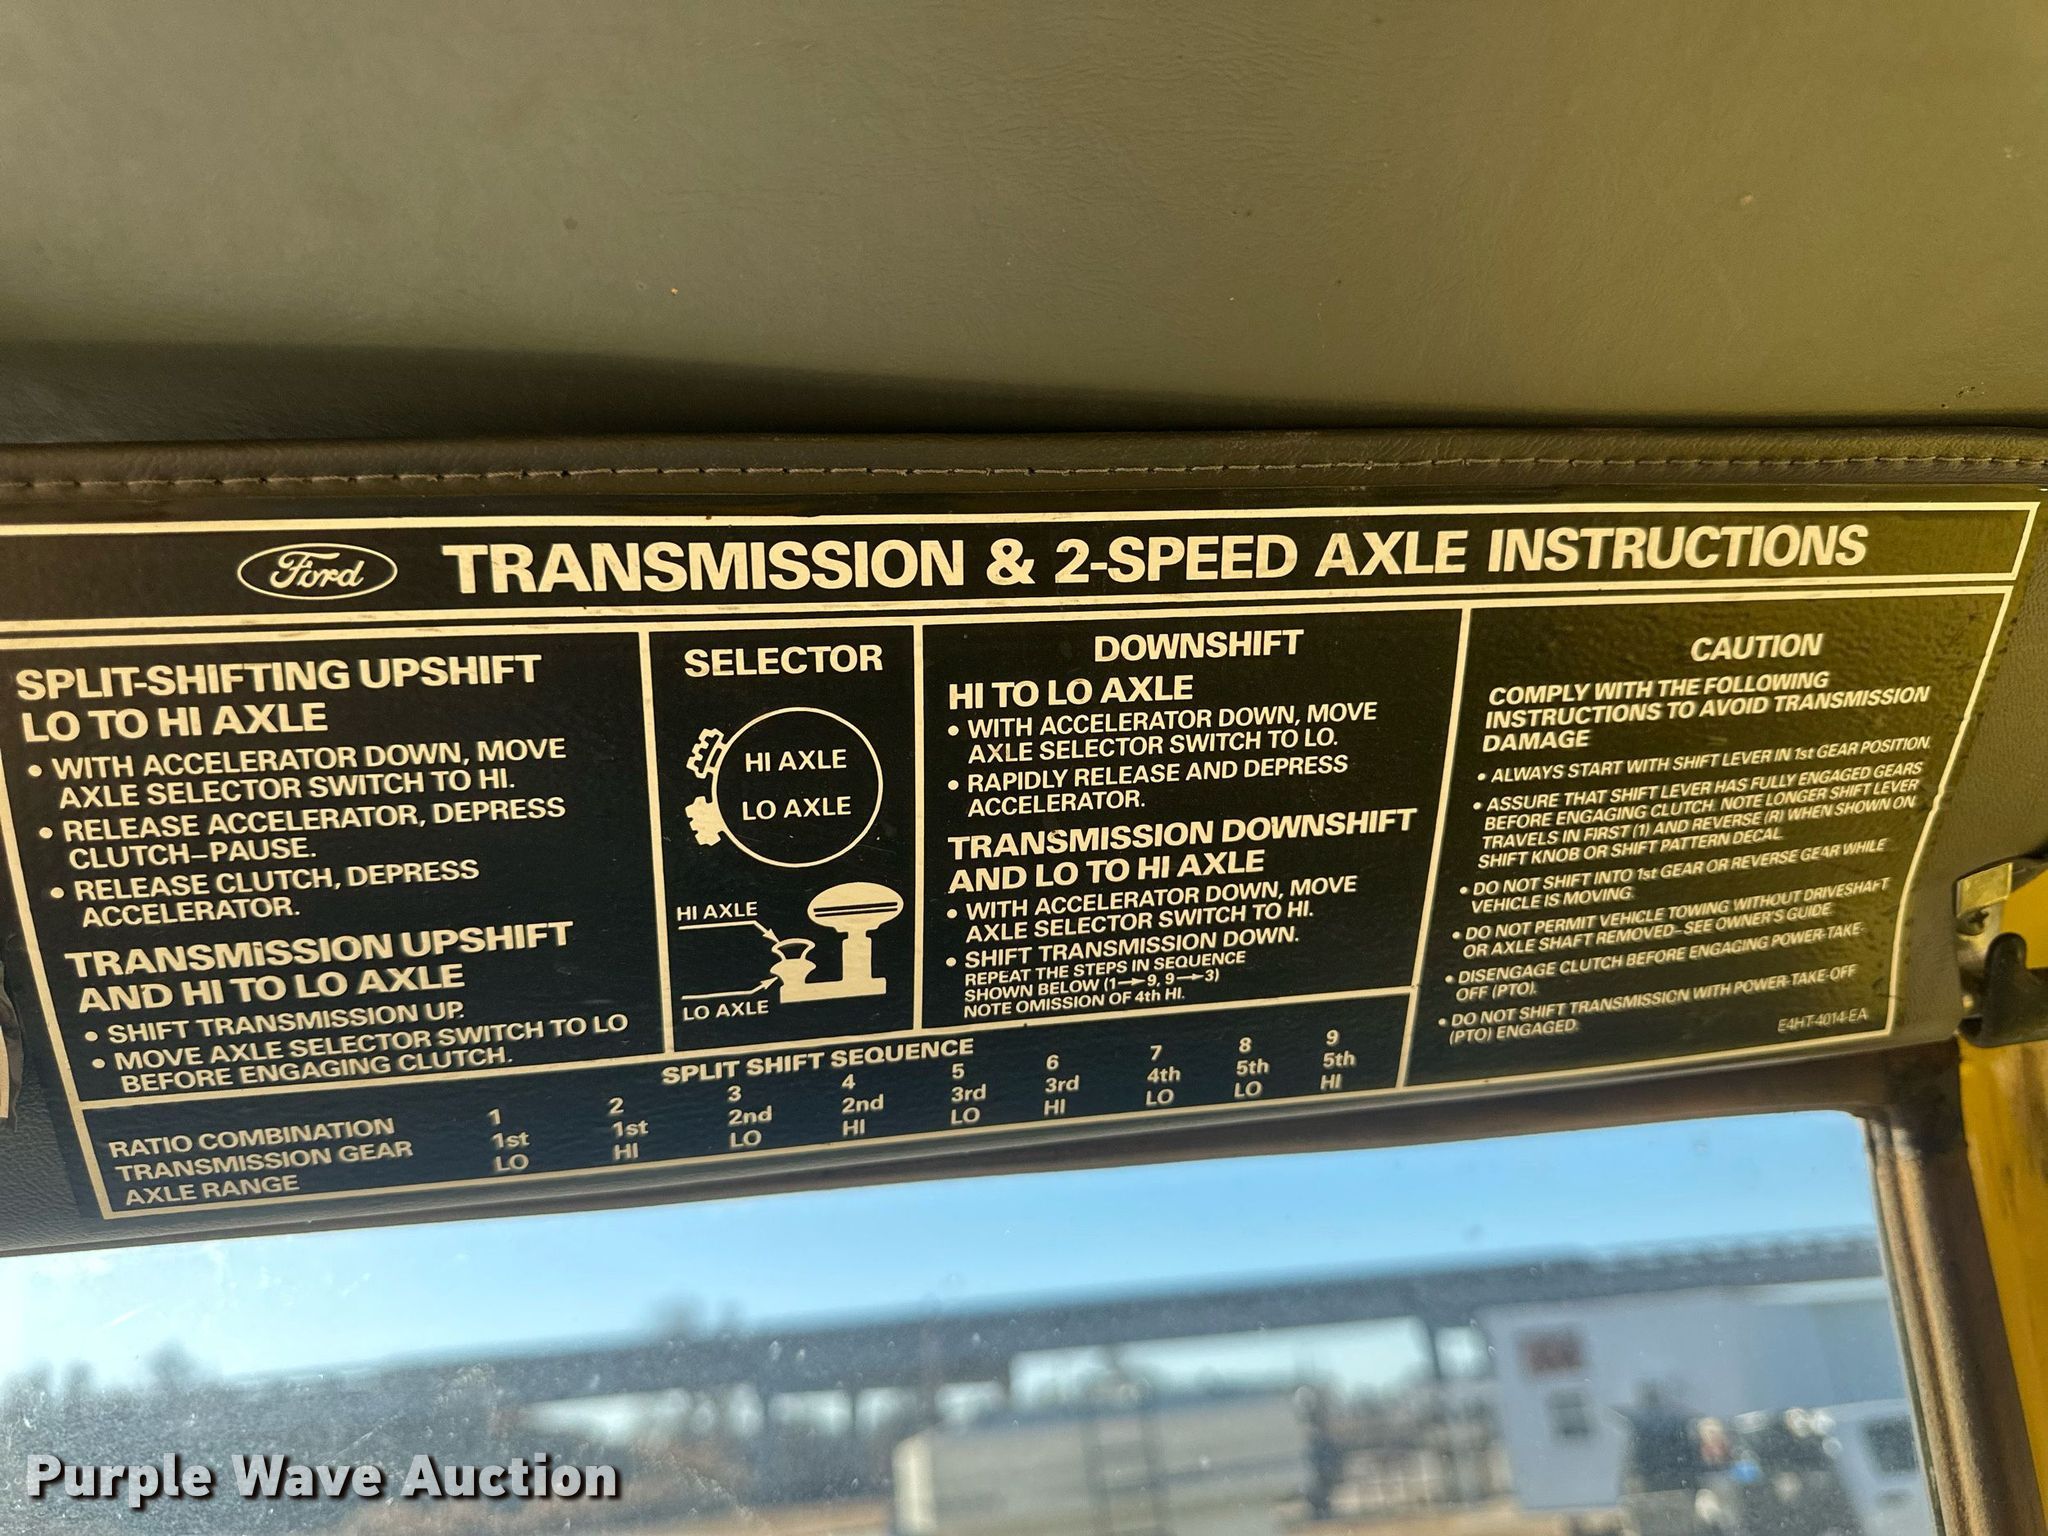 Ford TRANSMISSION & 2-SPEED AXLE INSTRUCTIONS
SPLIT-SHIFTING UPSHIFT
LO TO HI AXLE
• WITH ACCELERATOR DOWN, MOVE
AXLE SELECTOR SWITCH TO HI.
• RELEASE ACCELERATOR, DEPRESS
CLUTCH–PAUSE.
• RELEASE CLUTCH, DEPRESS
ACCELERATOR.
TRANSMISSION UPSHIFT
AND HI TO LO AXLE
• SHIFT TRANSMISSION UP.
• MOVE AXLE SELECTOR SWITCH TO LO
BEFORE ENGAGING CLUTCH.
SELECTOR
HI AXLE
LO AXLE
HI AXLE
LO AXLE
DOWNSHIFT
HI TO LO AXLE
• WITH ACCELERATOR DOWN, MOVE
AXLE SELECTOR SWITCH TO LO.
• RAPIDLY RELEASE AND DEPRESS
ACCELERATOR.
TRANSMISSION DOWNSHIFT
AND LO TO HI AXLE
• WITH ACCELERATOR DOWN, MOVE
AXLE SELECTOR SWITCH TO HI.
• SHIFT TRANSMISSION DOWN.
REPEAT THE STEPS IN SEQUENCE
SHOWN BELOW (1→9, 9→3)
NOTE OMISSION OF 4th HI.
CAUTION
COMPLY WITH THE FOLLOWING
INSTRUCTIONS TO AVOID TRANSMISSION
DAMAGE
• ALWAYS START WITH SHIFT LEVER IN 1st GEAR POSITION.
• ASSURE THAT SHIFT LEVER HAS FULLY ENGAGED GEARS
BEFORE ENGAGING CLUTCH. NOTE LONGER SHIFT LEVER
TRAVELS IN FIRST (1) AND REVERSE (R) WHEN SHOWN ON
SHIFT KNOB OR SHIFT PATTERN DECAL.
• DO NOT SHIFT INTO 1st GEAR OR REVERSE GEAR WHILE
VEHICLE IS MOVING.
• DO NOT PERMIT VEHICLE TOWING WITHOUT DRIVESHAFT
OR AXLE SHAFT REMOVED–SEE OWNER'S GUIDE.
• DISENGAGE CLUTCH BEFORE ENGAGING POWER-TAKE-
OFF (PTO).
• DO NOT SHIFT TRANSMISSION WITH POWER-TAKE-OFF
(PTO) ENGAGED.
E4HT-4014-EA
SPLIT SHIFT SEQUENCE
RATIO COMBINATION 1 2 3 4 5 6 7 8 9
TRANSMISSION GEAR 1st 1st 2nd 2nd 3rd 3rd 4th 5th 5th
AXLE RANGE LO HI LO HI LO HI LO LO HI
Purple Wave Auction